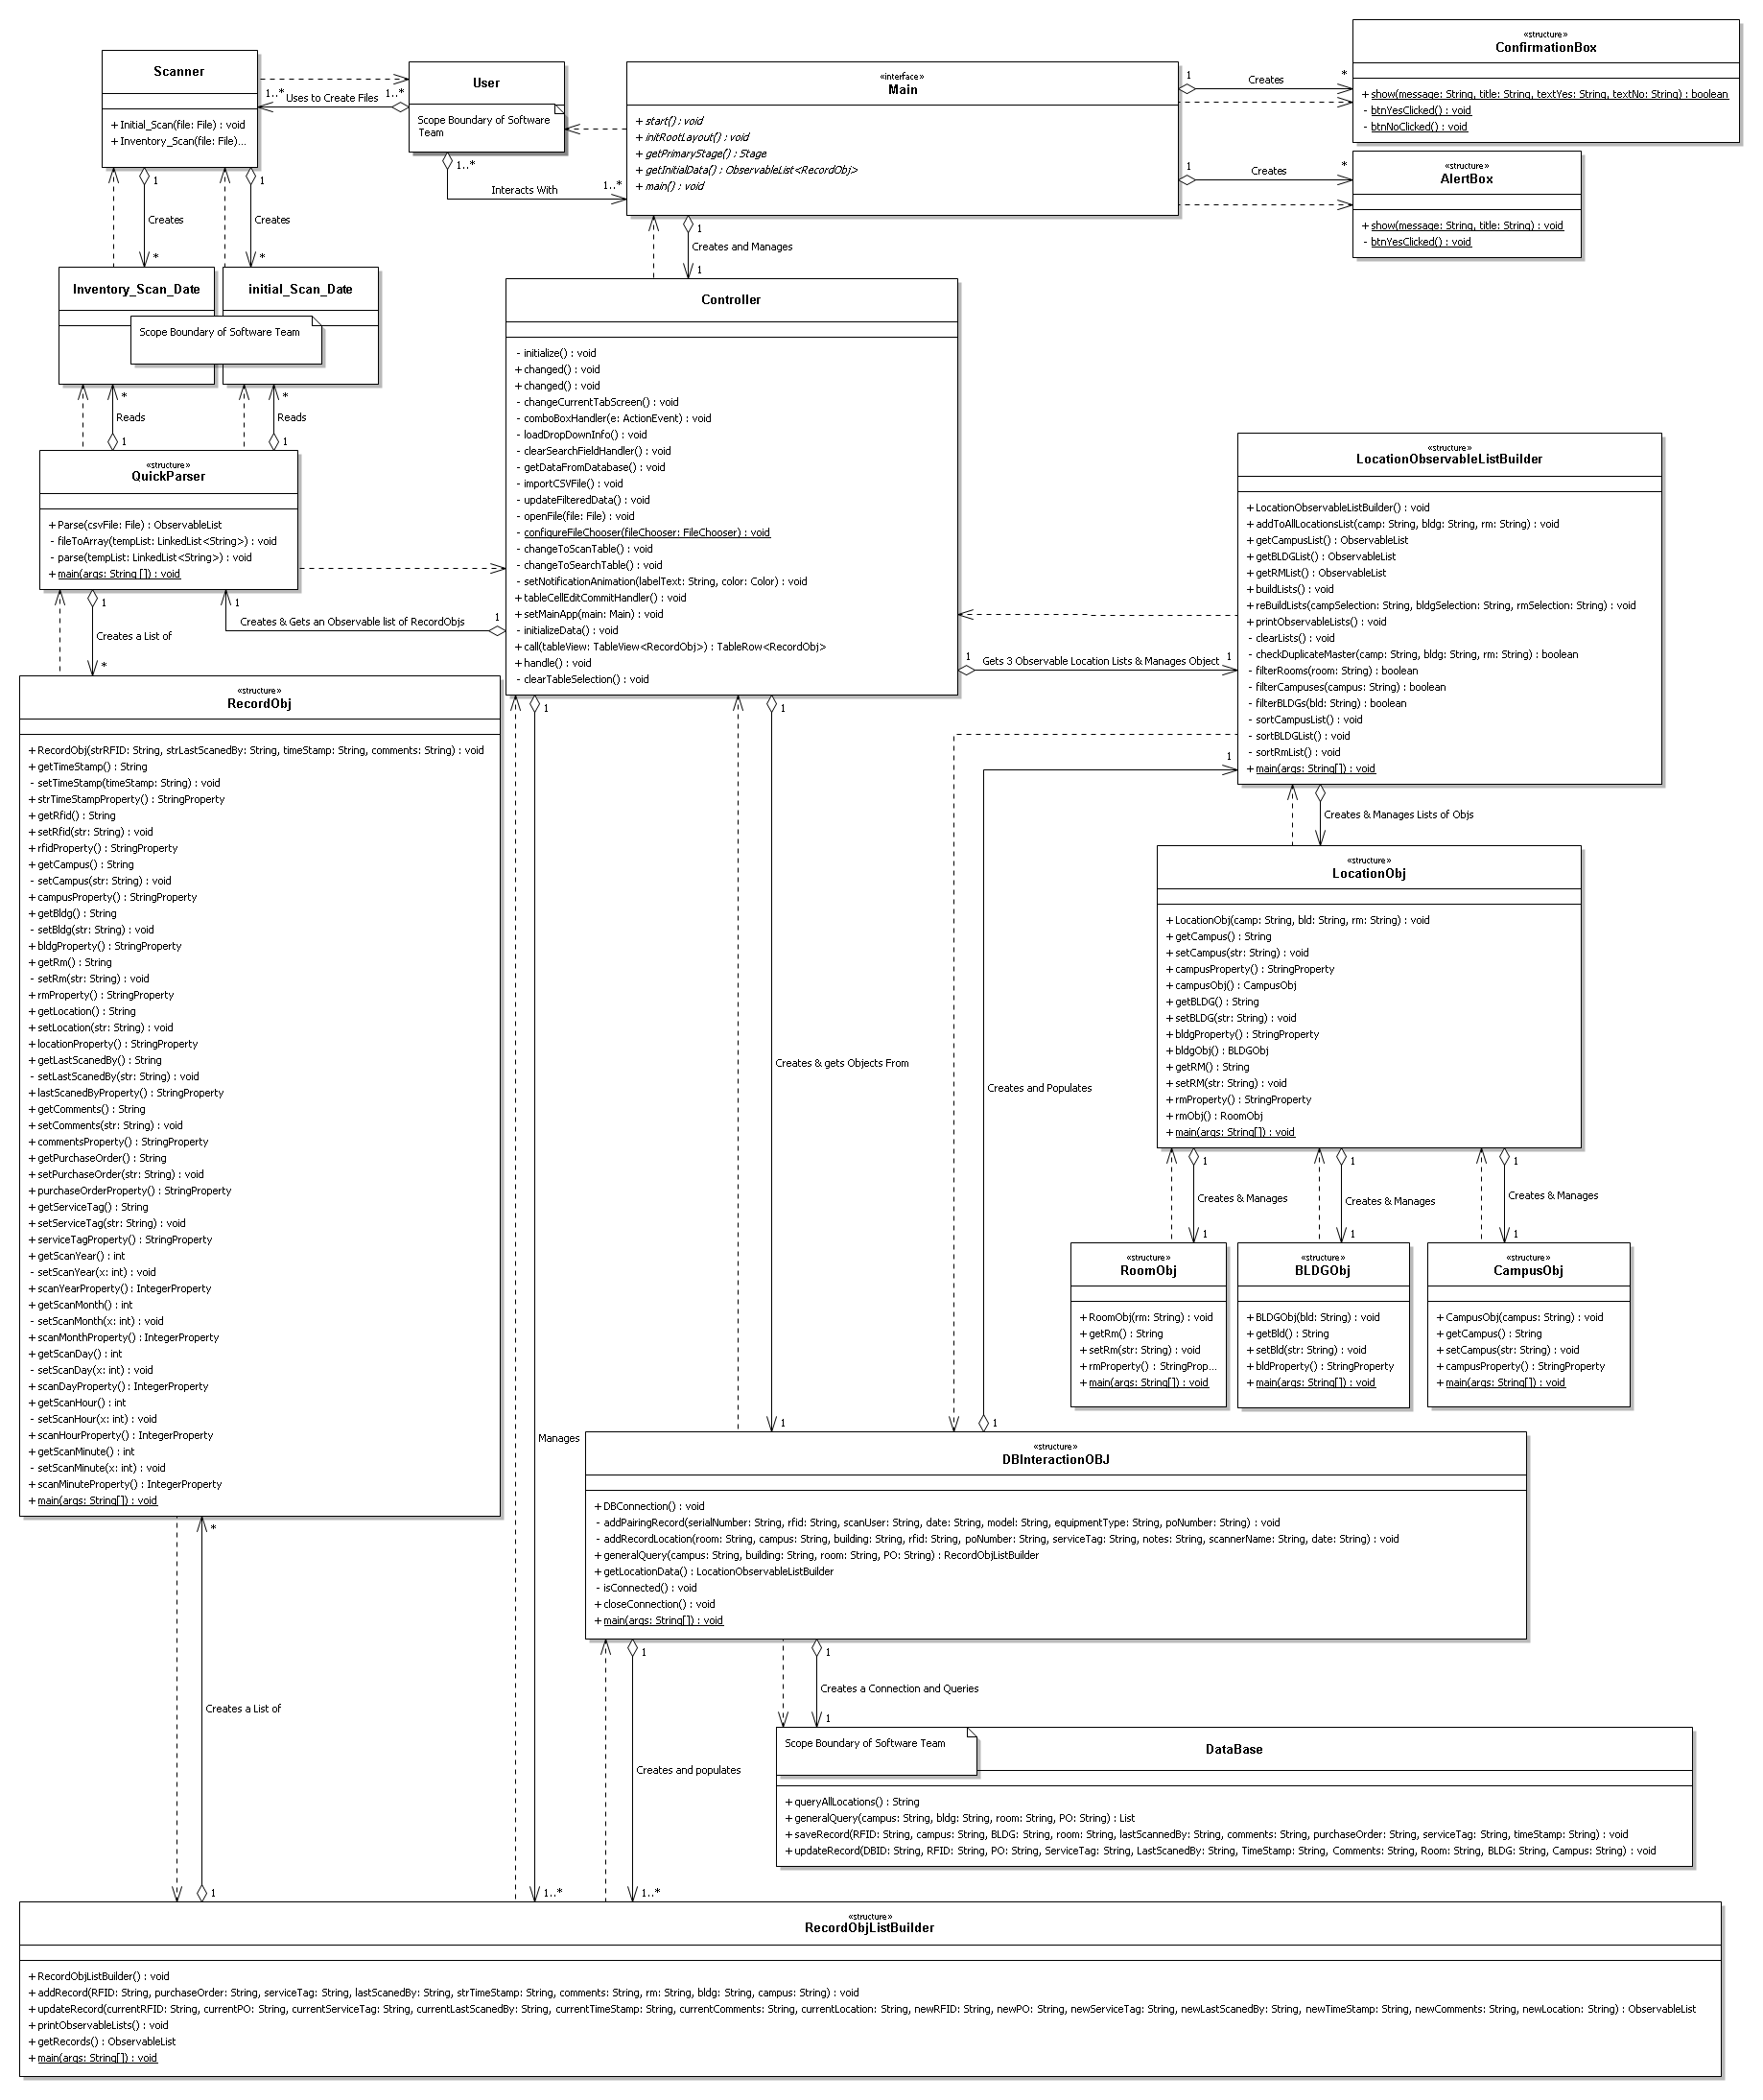 Scanner
+ Initial_Scan(file: File) : void
+ Inventory_Scan(file: File)...
1..*
Uses to Create Files
1..*
User
Scope Boundary of Software
Team
1..*
Interacts With
1..*
«interface»
Main
+ start() : void
+ initRootLayout() : void
+ getPrimaryStage() : Stage
+ getInitialData() : ObservableList<RecordObj>
+ main() : void
1
Creates
*
«structure»
ConfirmationBox
+ show(message: String, title: String, textYes: String, textNo: String) : boolean
- btnYesClicked() : void
- btnNoClicked() : void
1
Creates
*
«structure»
AlertBox
+ show(message: String, title: String) : void
- btnYesClicked() : void
1
Creates
*
1
Creates
*
Inventory_Scan_Date
initial_Scan_Date
Scope Boundary of Software Team
*
Reads
1
*
Reads
1
1
Creates and Manages
1
Controller
- initialize() : void
+ changed() : void
+ changed() : void
- changeCurrentTabScreen() : void
- comboBoxHandler(e: ActionEvent) : void
- loadDropDownInfo() : void
- clearSearchFieldHandler() : void
- getDataFromDatabase() : void
- importCSVFile() : void
- updateFilteredData() : void
- openFile(file: File) : void
- configureFileChooser(fileChooser: FileChooser) : void
- changeToScanTable() : void
- changeToSearchTable() : void
- setNotificationAnimation(labelText: String, color: Color) : void
+ tableCellEditCommitHandler() : void
+ setMainApp(main: Main) : void
- initializeData() : void
+ call(tableView: TableView<RecordObj>) : TableRow<RecordObj>
+ handle() : void
- clearTableSelection() : void
«structure»
QuickParser
+ Parse(csvFile: File) : ObservableList
- fileToArray(tempList: LinkedList<String>) : void
- parse(tempList: LinkedList<String>) : void
+ main(args: String []) : void
1
Creates & Gets an Observable list of RecordObjs
1
1
Creates a List of
*
«structure»
LocationObservableListBuilder
+ LocationObservableListBuilder() : void
+ addToAllLocationsList(camp: String, bldg: String, rm: String) : void
+ getCampusList() : ObservableList
+ getBLDGList() : ObservableList
+ getRMList() : ObservableList
+ buildLists() : void
+ reBuildLists(campSelection: String, bldgSelection: String, rmSelection: String) : void
+ printObservableLists() : void
- clearLists() : void
- checkDuplicateMaster(camp: String, bldg: String, rm: String) : boolean
- filterRooms(room: String) : boolean
- filterCampuses(campus: String) : boolean
- filterBLDGs(bld: String) : boolean
- sortCampusList() : void
- sortBLDGList() : void
- sortRmList() : void
+ main(args: String[]) : void
1
Gets 3 Observable Location Lists & Manages Object
1
1
Creates & Manages Lists of Objs
«structure»
RecordObj
+ RecordObj(strRFID: String, strLastScanedBy: String, timeStamp: String, comments: String) : void
+ getTimeStamp() : String
- setTimeStamp(timeStamp: String) : void
+ strTimeStampProperty() : StringProperty
+ getRfid() : String
+ setRfid(str: String) : void
+ rfidProperty() : StringProperty
+ getCampus() : String
- setCampus(str: String) : void
+ campusProperty() : StringProperty
+ getBldg() : String
- setBldg(str: String) : void
+ bldgProperty() : StringProperty
+ getRm() : String
- setRm(str: String) : void
+ rmProperty() : StringProperty
+ getLocation() : String
+ setLocation(str: String) : void
+ locationProperty() : StringProperty
+ getLastScanedBy() : String
- setLastScanedBy(str: String) : void
+ lastScanedByProperty() : StringProperty
+ getComments() : String
+ setComments(str: String) : void
+ commentsProperty() : StringProperty
+ getPurchaseOrder() : String
+ setPurchaseOrder(str: String) : void
+ purchaseOrderProperty() : StringProperty
+ getServiceTag() : String
+ setServiceTag(str: String) : void
+ serviceTagProperty() : StringProperty
+ getScanYear() : int
- setScanYear(x: int) : void
+ scanYearProperty() : IntegerProperty
+ getScanMonth() : int
- setScanMonth(x: int) : void
+ scanMonthProperty() : IntegerProperty
+ getScanDay() : int
- setScanDay(x: int) : void
+ scanDayProperty() : IntegerProperty
+ getScanHour() : int
- setScanHour(x: int) : void
+ scanHourProperty() : IntegerProperty
+ getScanMinute() : int
- setScanMinute(x: int) : void
+ scanMinuteProperty() : IntegerProperty
+ main(args: String[]) : void
1
Manages
1..*
1
Creates & gets Objects From
1
1
Creates and Populates
«structure»
LocationObj
+ LocationObj(camp: String, bld: String, rm: String) : void
+ getCampus() : String
+ setCampus(str: String) : void
+ campusProperty() : StringProperty
+ campusObj() : CampusObj
+ getBLDG() : String
+ setBLDG(str: String) : void
+ bldgProperty() : StringProperty
+ bldgObj() : BLDGObj
+ getRM() : String
+ setRM(str: String) : void
+ rmProperty() : StringProperty
+ rmObj() : RoomObj
+ main(args: String[]) : void
1
Creates & Manages
1
1
Creates & Manages
1
1
Creates & Manages
1
«structure»
RoomObj
+ RoomObj(rm: String) : void
+ getRm() : String
+ setRm(str: String) : void
+ rmProperty() : StringProp...
+ main(args: String[]) : void
«structure»
BLDGObj
+ BLDGObj(bld: String) : void
+ getBld() : String
+ setBld(str: String) : void
+ bldProperty() : StringProperty
+ main(args: String[]) : void
«structure»
CampusObj
+ CampusObj(campus: String) : void
+ getCampus() : String
+ setCampus(str: String) : void
+ campusProperty() : StringProperty
+ main(args: String[]) : void
1
«structure»
DBInteractionOBJ
+ DBConnection() : void
- addPairingRecord(serialNumber: String, rfid: String, scanUser: String, date: String, model: String, equipmentType: String, poNumber: String) : void
- addRecordLocation(room: String, campus: String, building: String, rfid: String, poNumber: String, serviceTag: String, notes: String, scannerName: String, date: String) : void
+ generalQuery(campus: String, building: String, room: String, PO: String) : RecordObjListBuilder
+ getLocationData() : LocationObservableListBuilder
- isConnected() : void
+ closeConnection() : void
+ main(args: String[]) : void
1
Creates and populates
1..*
1
Creates a Connection and Queries
1
Scope Boundary of Software Team
DataBase
+ queryAllLocations() : String
+ generalQuery(campus: String, bldg: String, room: String, PO: String) : List
+ saveRecord(RFID: String, campus: String, BLDG: String, room: String, lastScannedBy: String, comments: String, purchaseOrder: String, serviceTag: String, timeStamp: String) : void
+ updateRecord(DBID: String, RFID: String, PO: String, ServiceTag: String, LastScanedBy: String, TimeStamp: String, Comments: String, Room: String, BLDG: String, Campus: String) : void
*
Creates a List of
1
«structure»
RecordObjListBuilder
+ RecordObjListBuilder() : void
+ addRecord(RFID: String, purchaseOrder: String, serviceTag: String, lastScanedBy: String, strTimeStamp: String, comments: String, rm: String, bldg: String, campus: String) : void
+ updateRecord(currentRFID: String, currentPO: String, currentServiceTag: String, currentLastScanedBy: String, currentTimeStamp: String, currentComments: String, currentLocation: String, newRFID: String, newPO: String, newServiceTag: String, newLastScanedBy: String, newTimeStamp: String, newComments: String, newLocation: String) : ObservableList
+ printObservableLists() : void
+ getRecords() : ObservableList
+ main(args: String[]) : void